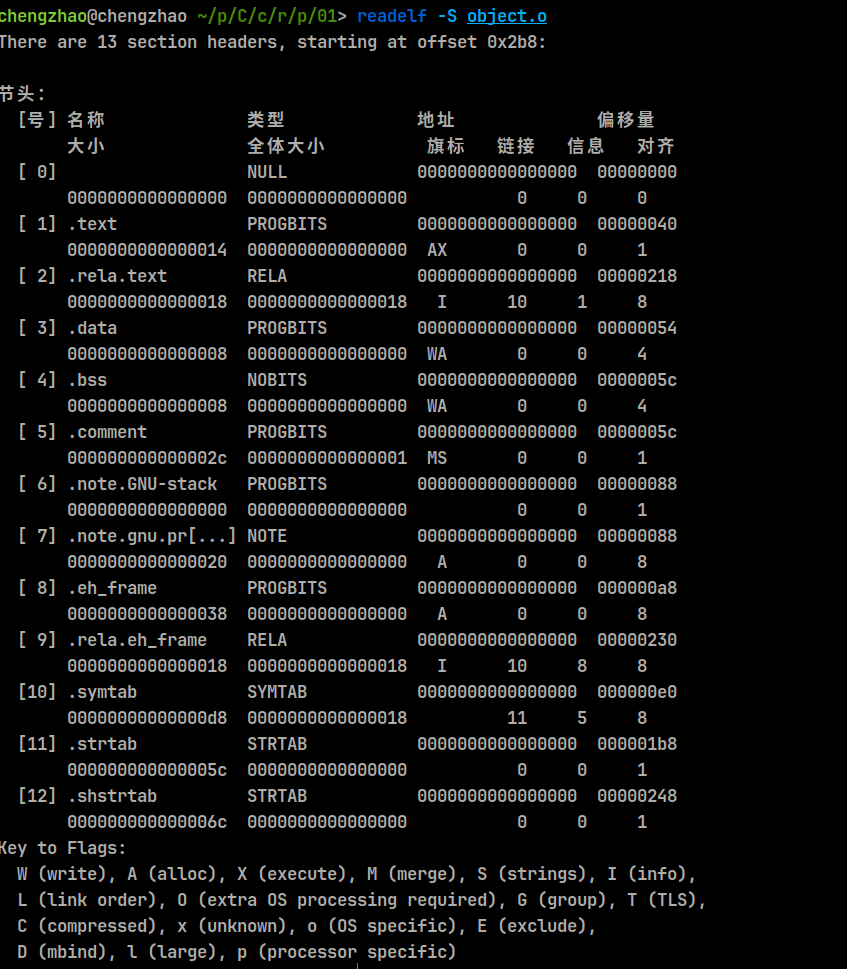 chengzhao@chengzhao ~/p/C/c/r/p/01> readelf -S object.o
There are 13 section headers, starting at offset 0x2b8:
节头:
  [号] 名称              类型             地址              偏移量
       大小              全体大小          旗标   链接   信息   对齐
  [ 0]                   NULL             0000000000000000  00000000
       0000000000000000  0000000000000000           0     0     0
  [ 1] .text             PROGBITS         0000000000000000  00000040
       0000000000000014  0000000000000000  AX       0     0     1
  [ 2] .rela.text        RELA             0000000000000000  00000218
       0000000000000018  0000000000000018   I      10     1     8
  [ 3] .data             PROGBITS         0000000000000000  00000054
       0000000000000008  0000000000000000  WA       0     0     4
  [ 4] .bss              NOBITS           0000000000000000  0000005c
       0000000000000008  0000000000000000  WA       0     0     4
  [ 5] .comment          PROGBITS         0000000000000000  0000005c
       000000000000002c  0000000000000001  MS       0     0     1
  [ 6] .note.GNU-stack   PROGBITS         0000000000000000  00000088
       0000000000000000  0000000000000000           0     0     1
  [ 7] .note.gnu.pr[...] NOTE             0000000000000000  00000088
       0000000000000020  0000000000000000   A       0     0     8
  [ 8] .eh_frame         PROGBITS         0000000000000000  000000a8
       0000000000000038  0000000000000000   A       0     0     8
  [ 9] .rela.eh_frame    RELA             0000000000000000  00000230
       0000000000000018  0000000000000018   I      10     8     8
  [10] .symtab           SYMTAB           0000000000000000  000000e0
       00000000000000d8  0000000000000018          11     5     8
  [11] .strtab           STRTAB           0000000000000000  000001b8
       000000000000005c  0000000000000000           0     0     1
  [12] .shstrtab         STRTAB           0000000000000000  00000248
       000000000000006c  0000000000000000           0     0     1
Key to Flags:
  W (write), A (alloc), X (execute), M (merge), S (strings), I (info),
  L (link order), O (extra OS processing required), G (group), T (TLS),
  C (compressed), x (unknown), o (OS specific), E (exclude),
  D (mbind), l (large), p (processor specific)